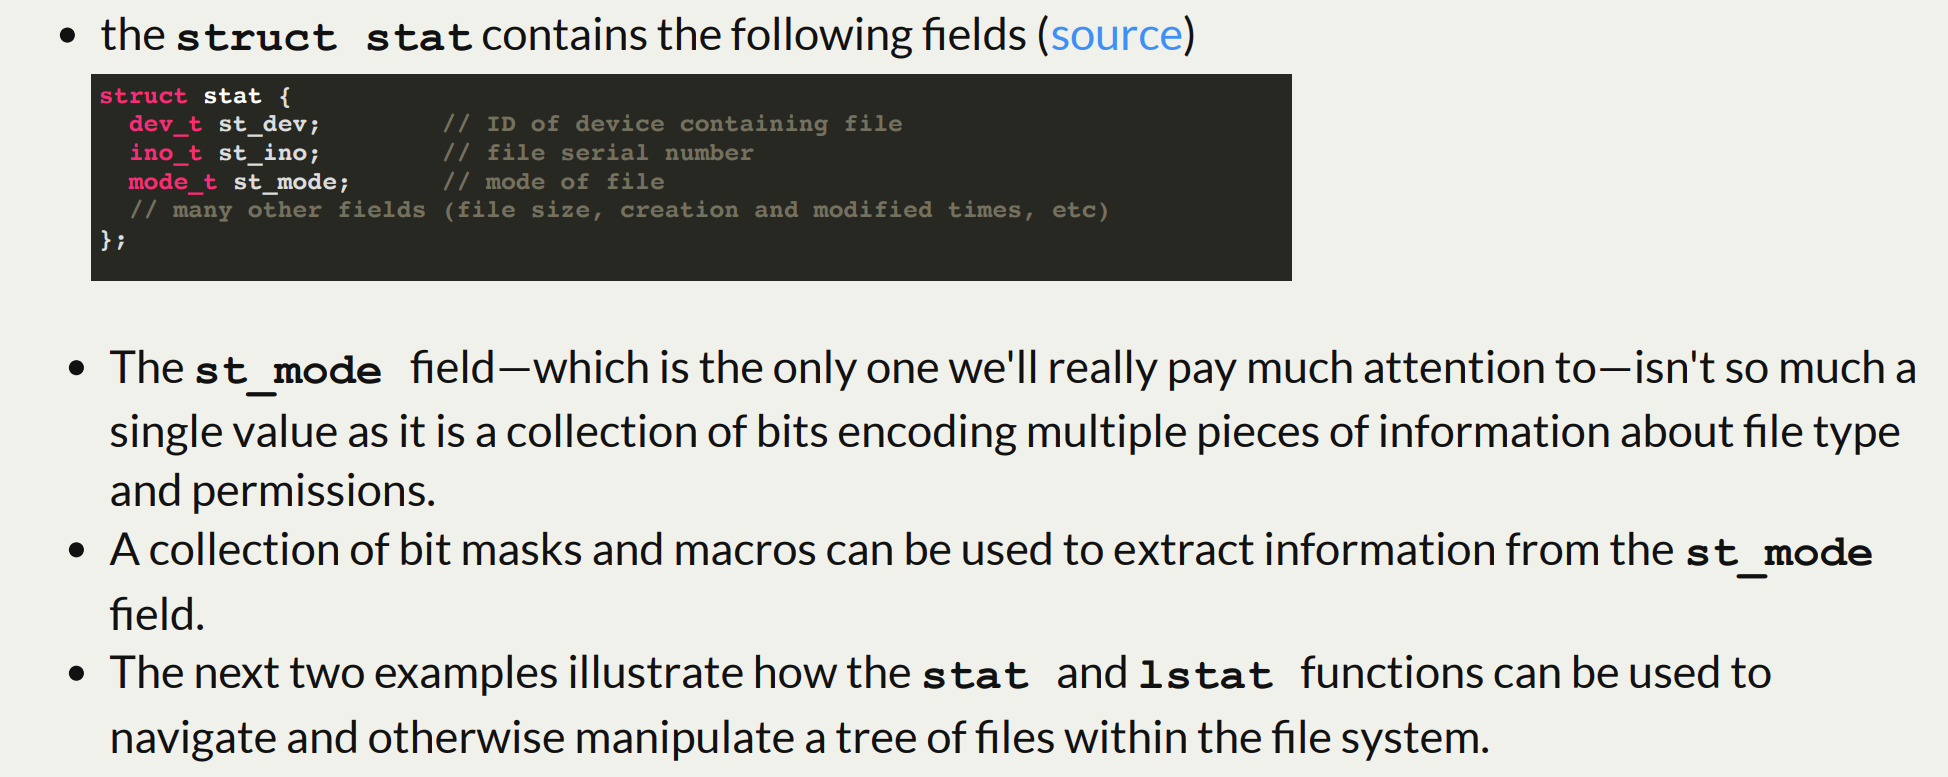 • the struct stat contains the following fields (source)
struct stat {
  dev_t st_dev;        // ID of device containing file
  ino_t st_ino;        // file serial number
  mode_t st_mode;      // mode of file
  // many other fields (file size, creation and modified times, etc)
};
• The st_mode field—which is the only one we'll really pay much attention to—isn't so much a
single value as it is a collection of bits encoding multiple pieces of information about file type
and permissions.
• A collection of bit masks and macros can be used to extract information from the st_mode
field.
• The next two examples illustrate how the stat and lstat functions can be used to
navigate and otherwise manipulate a tree of files within the file system.